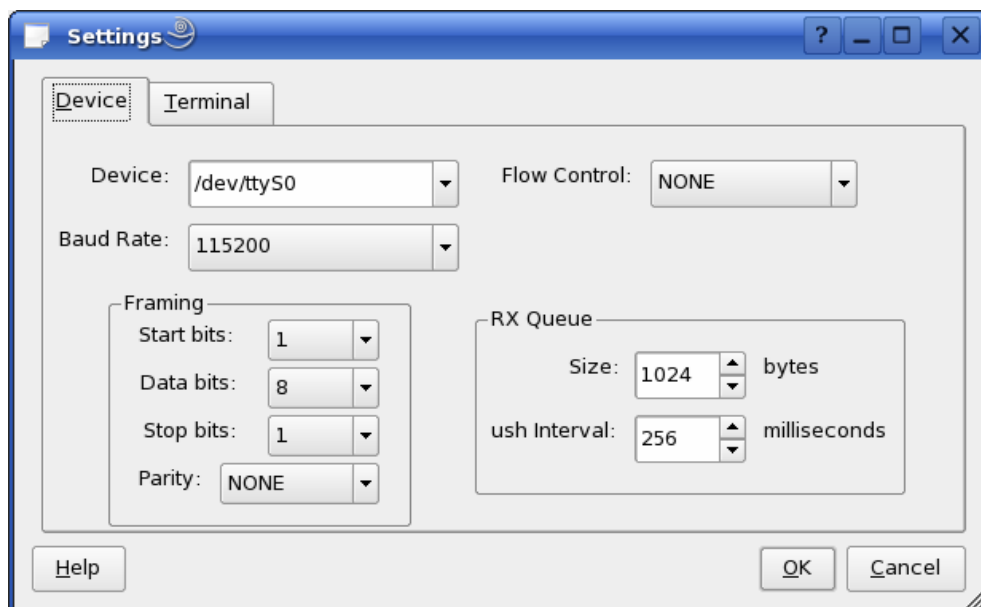 Settings
?
Device
Terminal
Device: /dev/ttyS0
Flow Control: NONE
Baud Rate: 115200
Framing
Start bits: 1
Data bits: 8
Stop bits: 1
Parity: NONE
RX Queue
Size: 1024 bytes
ush Interval: 256 milliseconds
Help
OK
Cancel